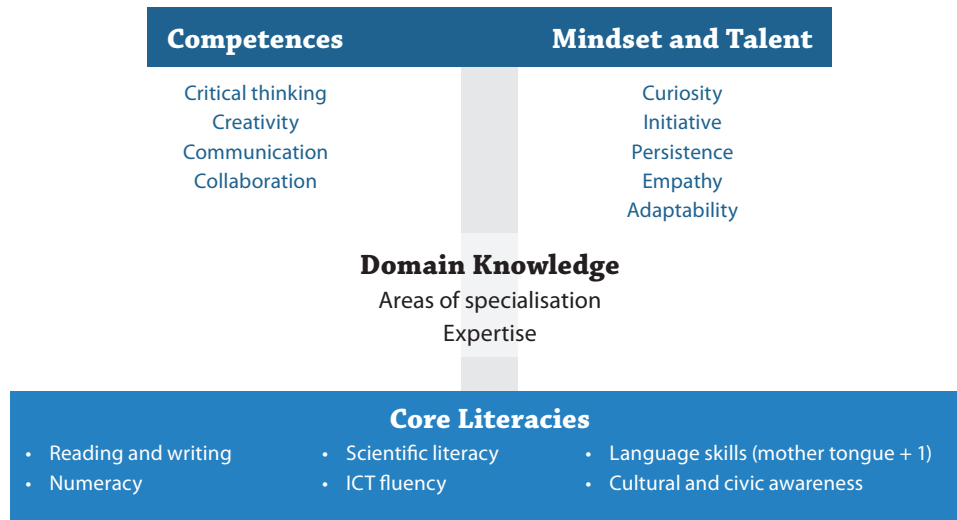 Competences
Mindset and Talent
Critical thinking
Creativity
Communication
Collaboration
Curiosity
Initiative
Persistence
Empathy
Adaptability
Domain Knowledge
Areas of specialisation
Expertise
Core Literacies
• Reading and writing
• Numeracy
• Scientific literacy
• ICT fluency
• Language skills (mother tongue + 1)
• Cultural and civic awareness